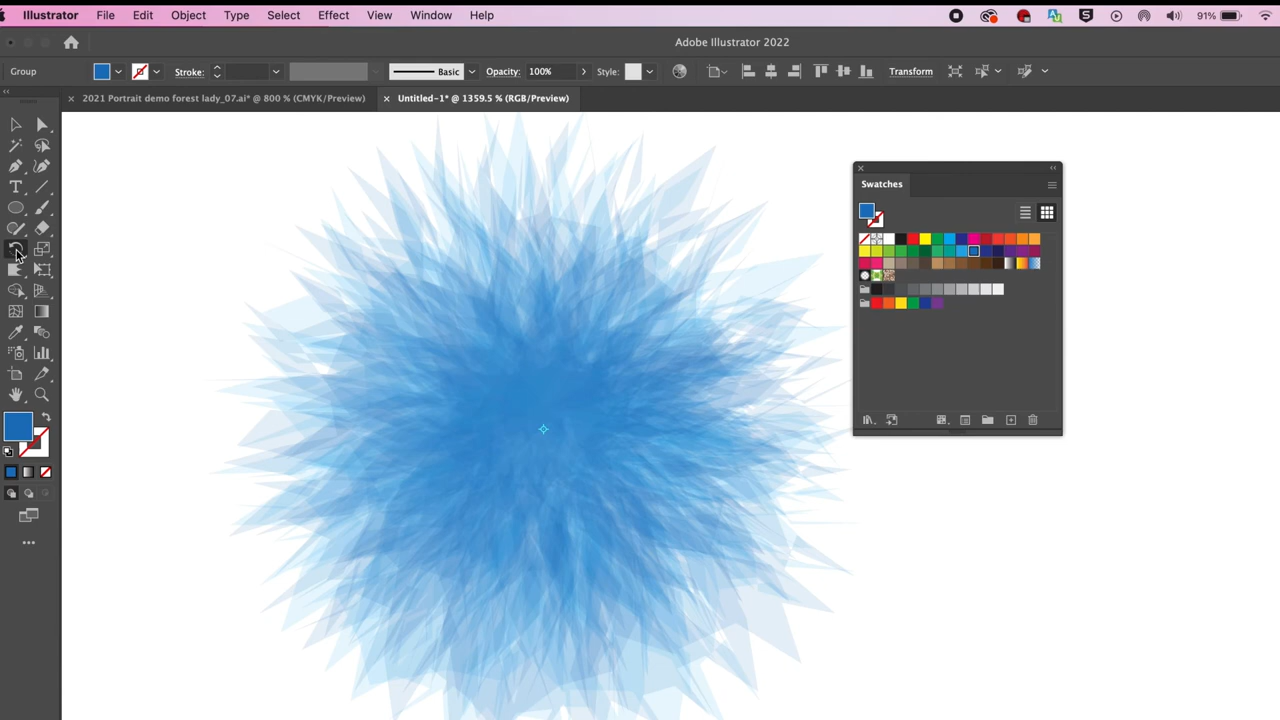 Illustrator File Edit Object Type Select Effect View Window Help 91%
Adobe Illustrator 2022
Group Stroke: Basic Opacity: 100% Style: Transform
2021 Portrait demo forest lady_07.ai* @ 800 % (CMYK/Preview) Untitled-1* @ 1359.5 % (RGB/Preview)
Swatches